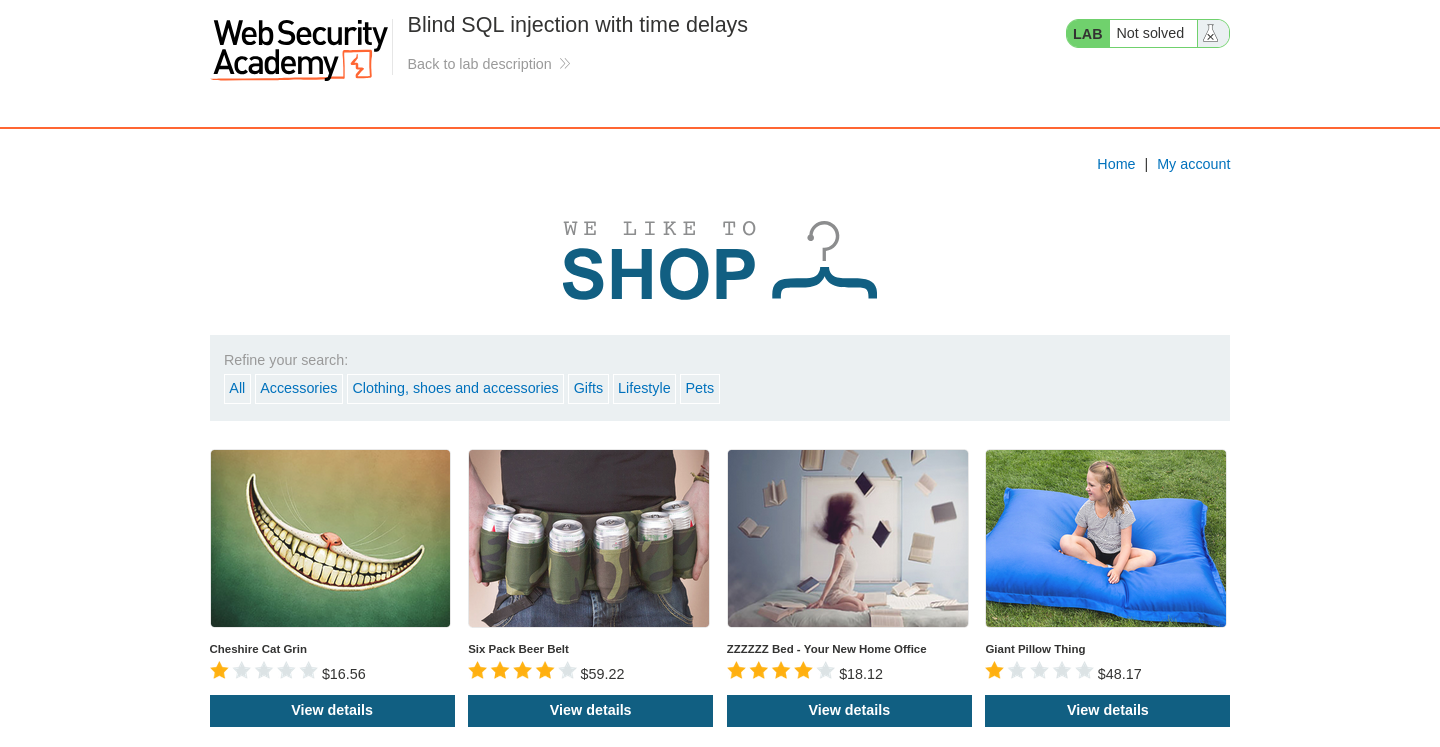 Web Security
Academy
Blind SQL injection with time delays
Back to lab description
LAB Not solved
Home | My account
WE LIKE TO
SHOP
Refine your search:
All Accessories Clothing, shoes and accessories Gifts Lifestyle Pets
Cheshire Cat Grin
$16.56
View details
Six Pack Beer Belt
$59.22
View details
ZZZZZZ Bed - Your New Home Office
$18.12
View details
Giant Pillow Thing
$48.17
View details